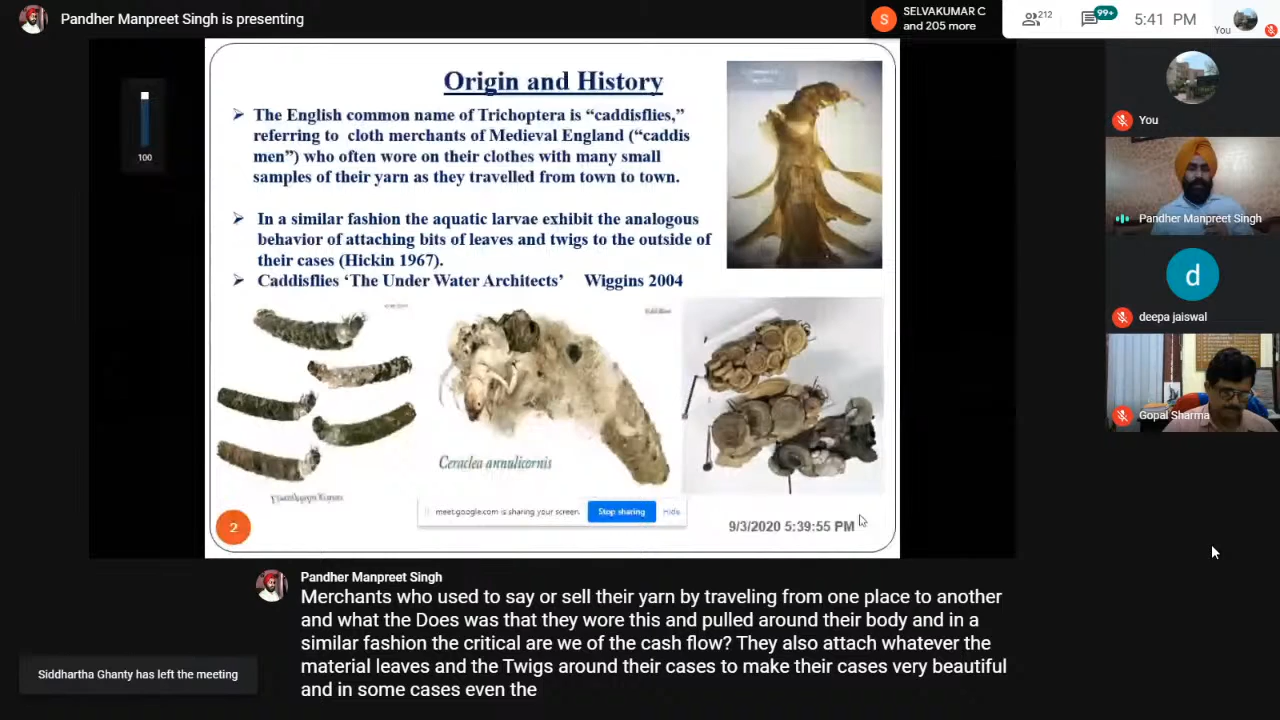 Pandher Manpreet Singh is presenting
S
SELVAKUMAR C
and 205 more
212
99+
5:41 PM
You
100
Origin and History
➢ The English common name of Trichoptera is “caddisflies,”
referring to cloth merchants of Medieval England (“caddis
men”) who often wore on their clothes with many small
samples of their yarn as they travelled from town to town.
➢ In a similar fashion the aquatic larvae exhibit the analogous
behavior of attaching bits of leaves and twigs to the outside of
their cases (Hickin 1967).
➢ Caddisflies ‘The Under Water Architects’ Wiggins 2004
Ceraclea annulicornis
meet.google.com is sharing your screen.
Stop sharing
Hide
2
9/3/2020 5:39:55 PM
You
Pandher Manpreet Singh
d
deepa jaiswal
Gopal Sharma
Pandher Manpreet Singh
Merchants who used to say or sell their yarn by traveling from one place to another
and what the Does was that they wore this and pulled around their body and in a
similar fashion the critical are we of the cash flow? They also attach whatever the
material leaves and the Twigs around their cases to make their cases very beautiful
and in some cases even the
Siddhartha Ghanty has left the meeting